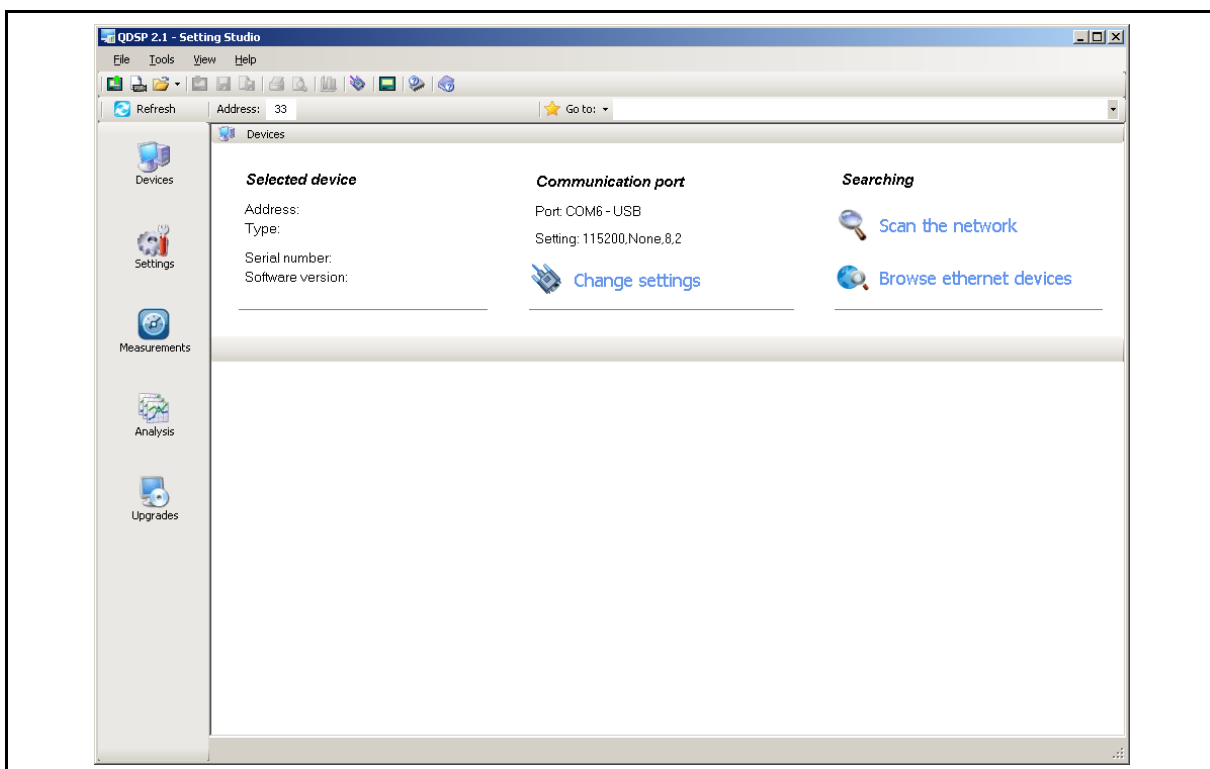 QDSP 2.1 - Setting Studio
File Tools View Help
Refresh Address: 33 Go to:
Devices
Devices
Settings
Measurements
Analysis
Upgrades
Selected device
Address:
Type:
Serial number:
Software version:
Communication port
Port: COM6 - USB
Setting: 115200,None,8,2
Change settings
Searching
Scan the network
Browse ethernet devices